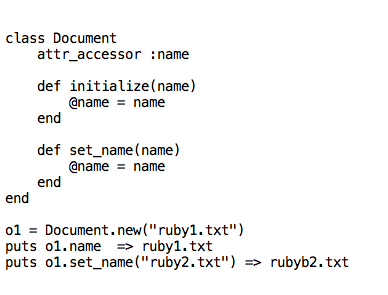 class Document
    attr_accessor :name
    def initialize(name)
        @name = name
    end
    def set_name(name)
        @name = name
    end
end
o1 = Document.new("ruby1.txt")
puts o1.name  => ruby1.txt
puts o1.set_name("ruby2.txt") => rubyb2.txt